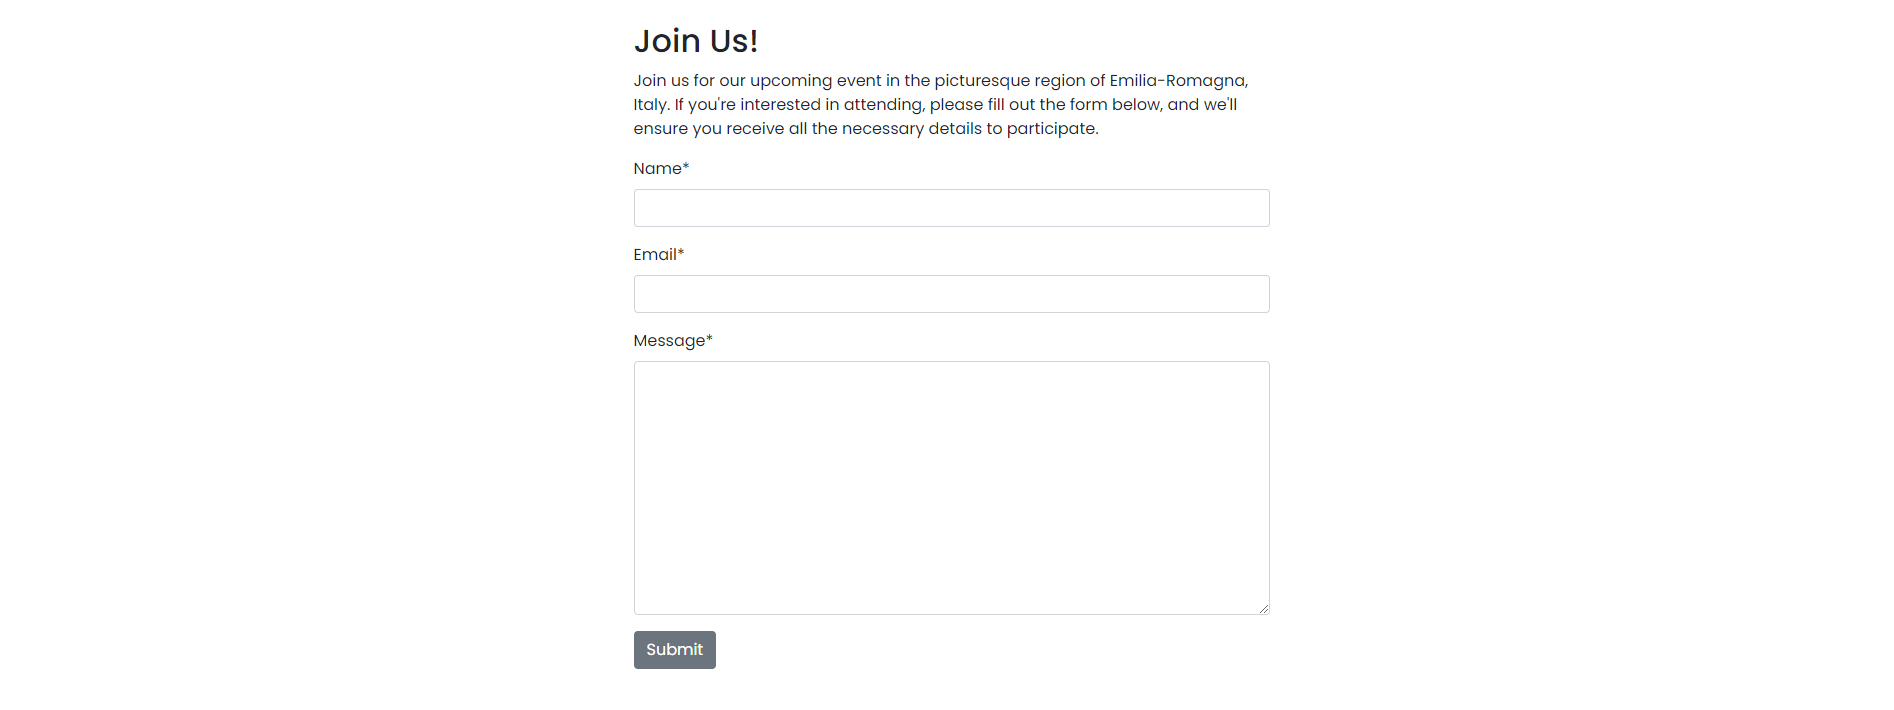 Join Us!
Join us for our upcoming event in the picturesque region of Emilia-Romagna,
Italy. If you're interested in attending, please fill out the form below, and we'll
ensure you receive all the necessary details to participate.
Name*
Email*
Message*
Submit